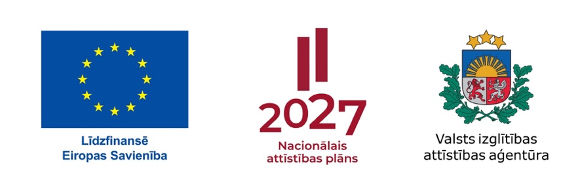 Līdzfinansē
Eiropas Savienība
2027
Nacionālais
attīstības plāns
Valsts izglītības
attīstības aģentūra